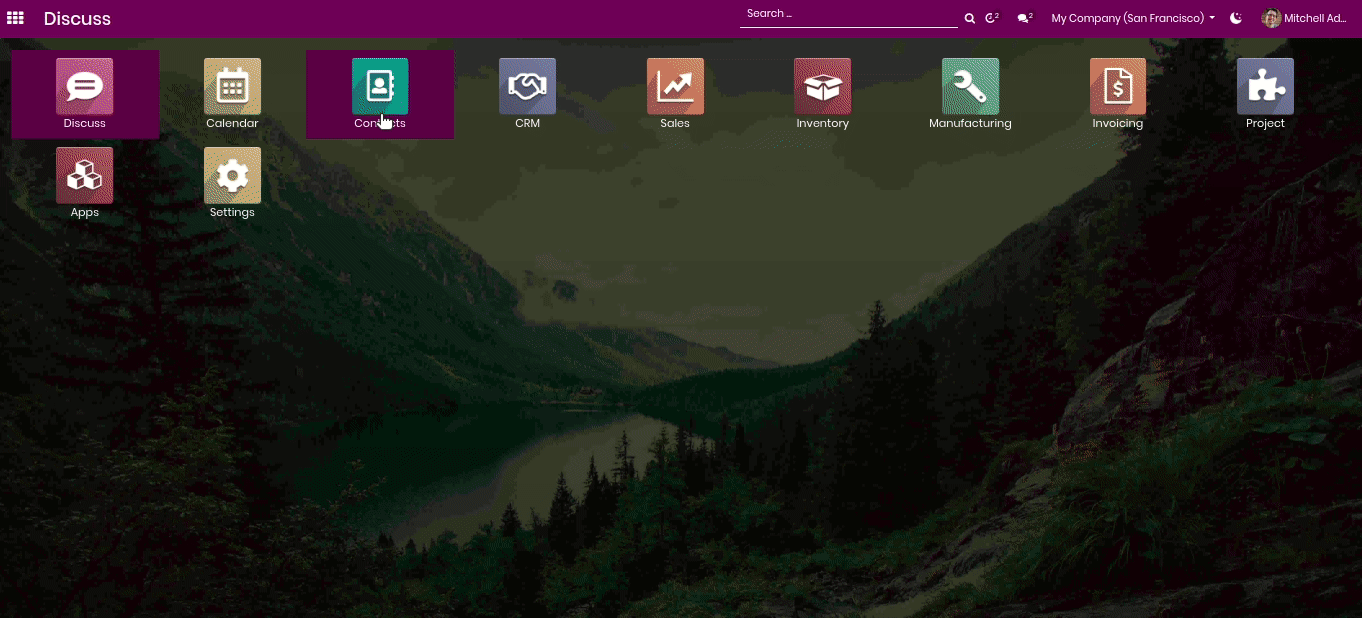 Discuss
Search ...
2
2
My Company (San Francisco)
Mitchell Ad...
Discuss
Calendar
Contacts
CRM
Sales
Inventory
Manufacturing
Invoicing
Project
Apps
Settings